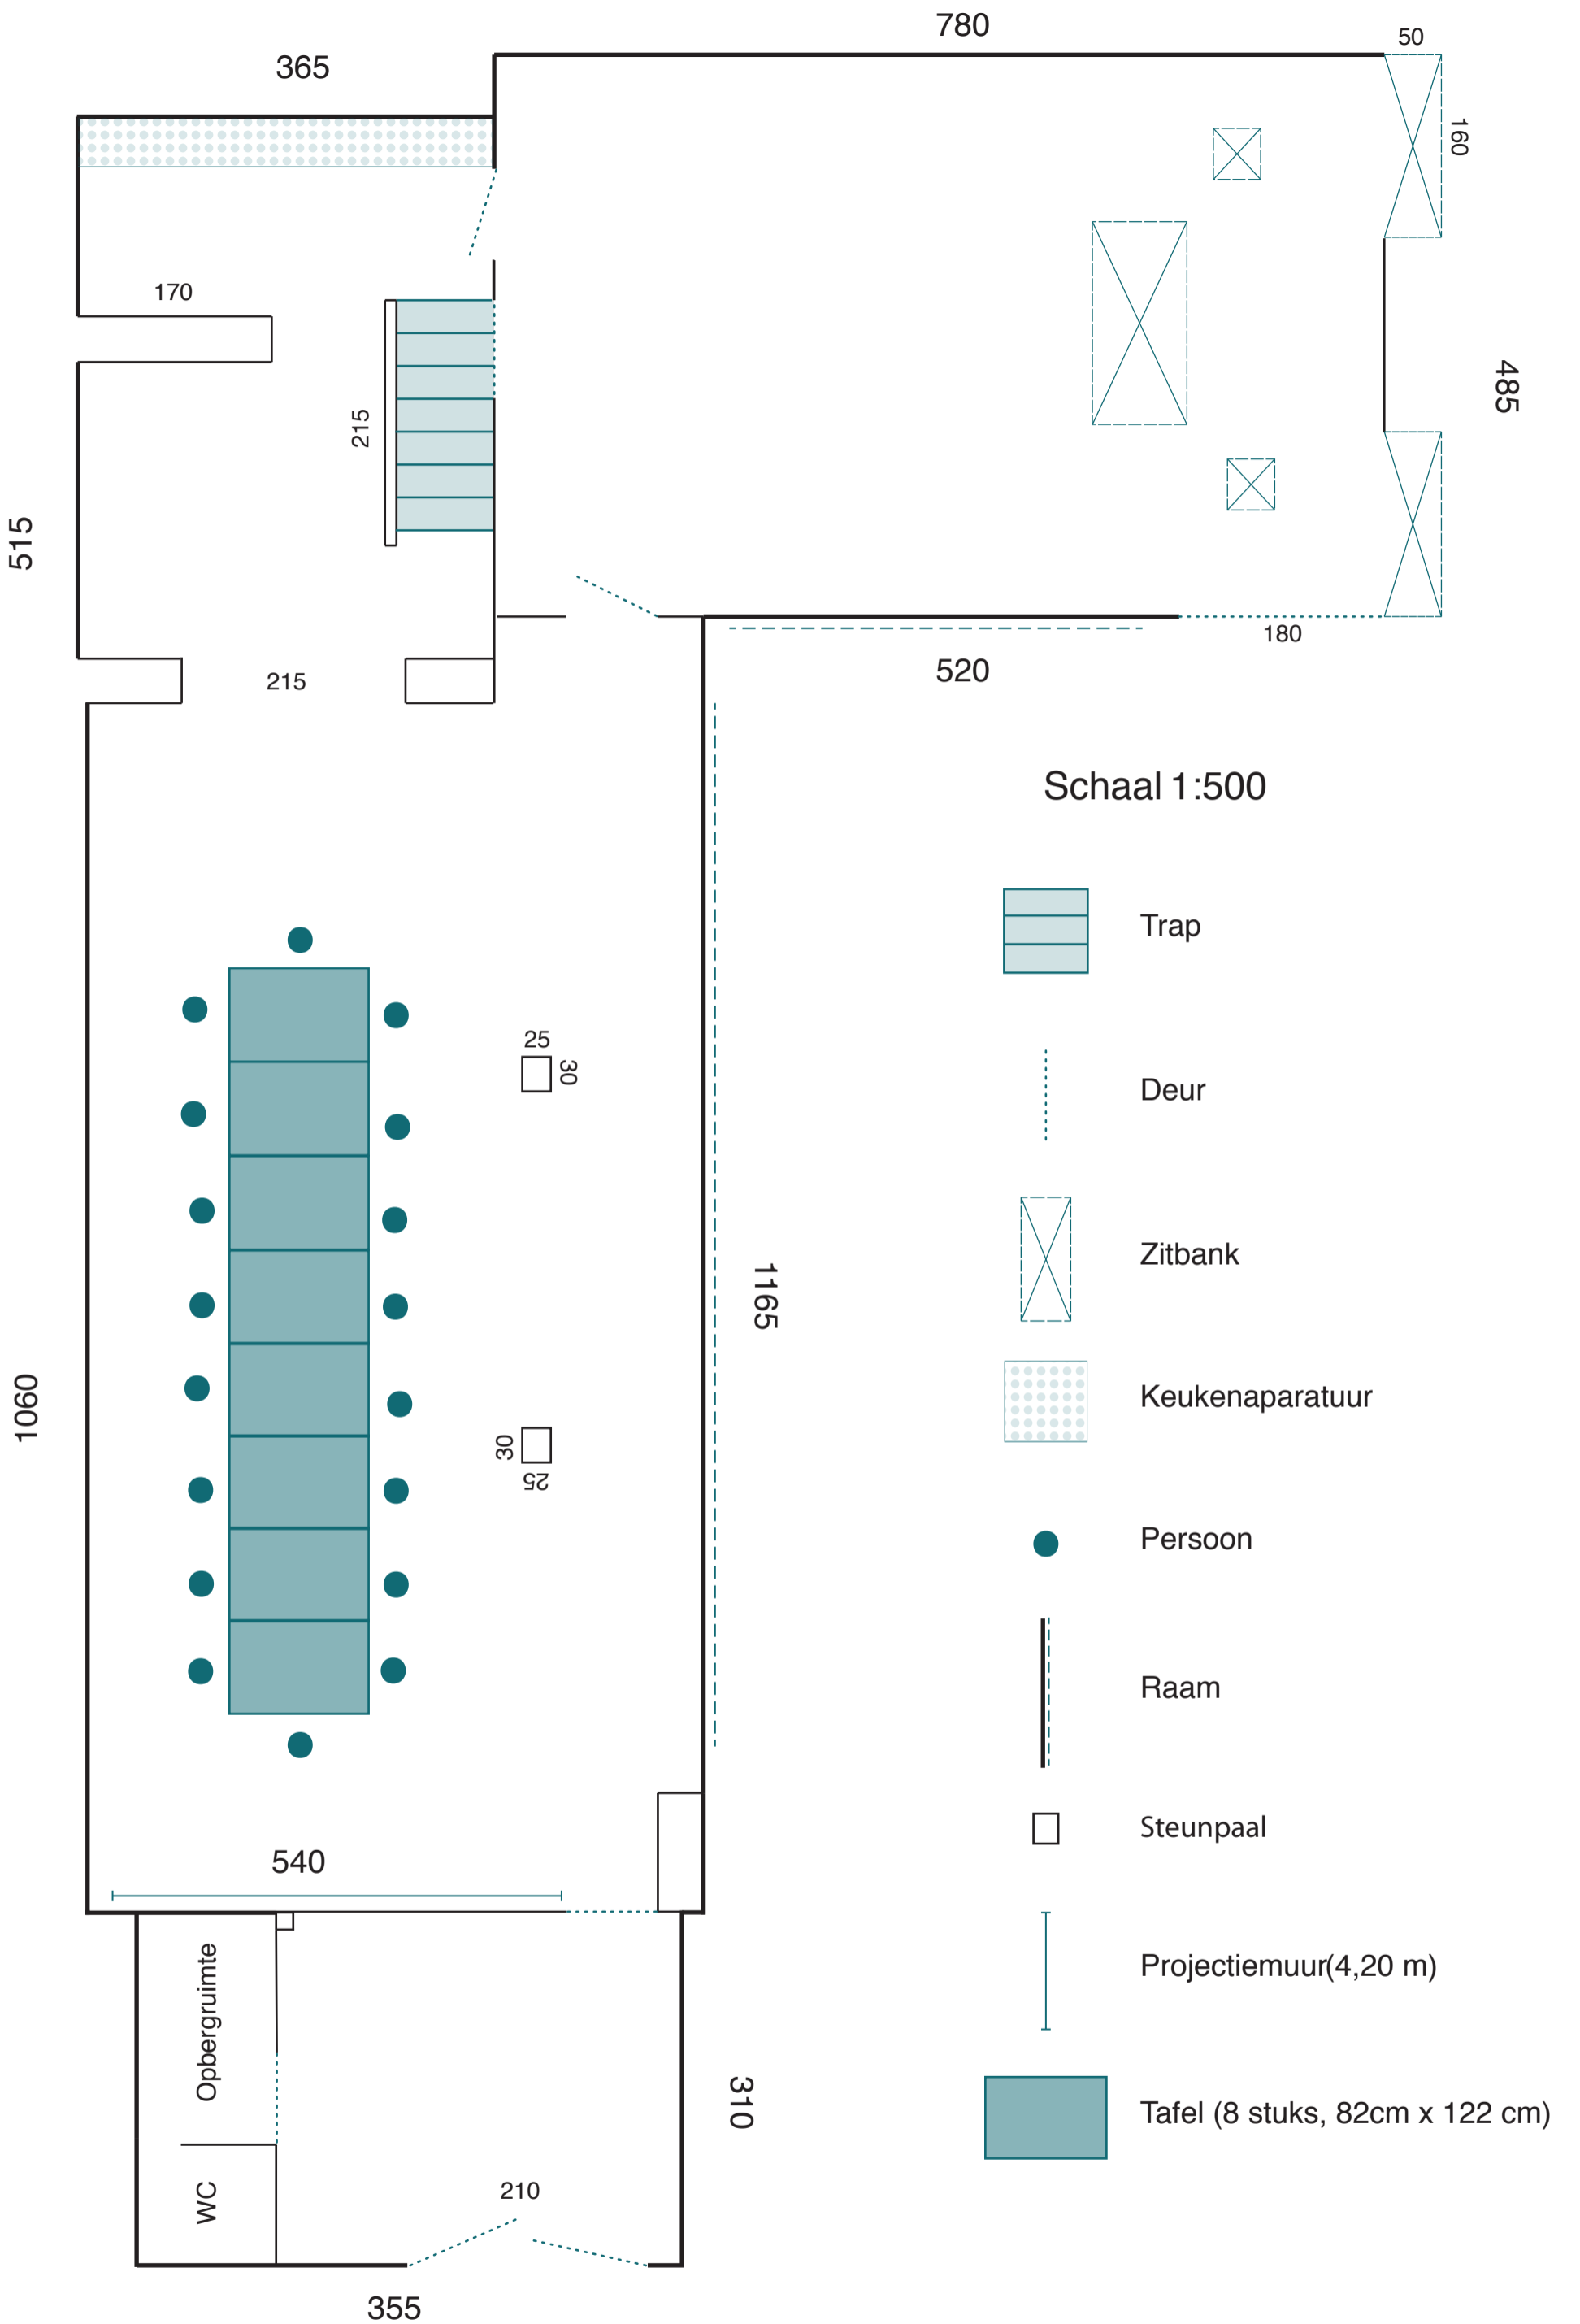 780
50
365
160
170
215
485
515
215
180
520
Schaal 1:500
Trap
25
30
Deur
Zitbank
1165
Keukenaparatuur
1060
30
25
Persoon
Raam
Steunpaal
540
Projectiemuur(4,20 m)
Opbergruimte
310
Tafel (8 stuks, 82cm x 122 cm)
WC
210
355